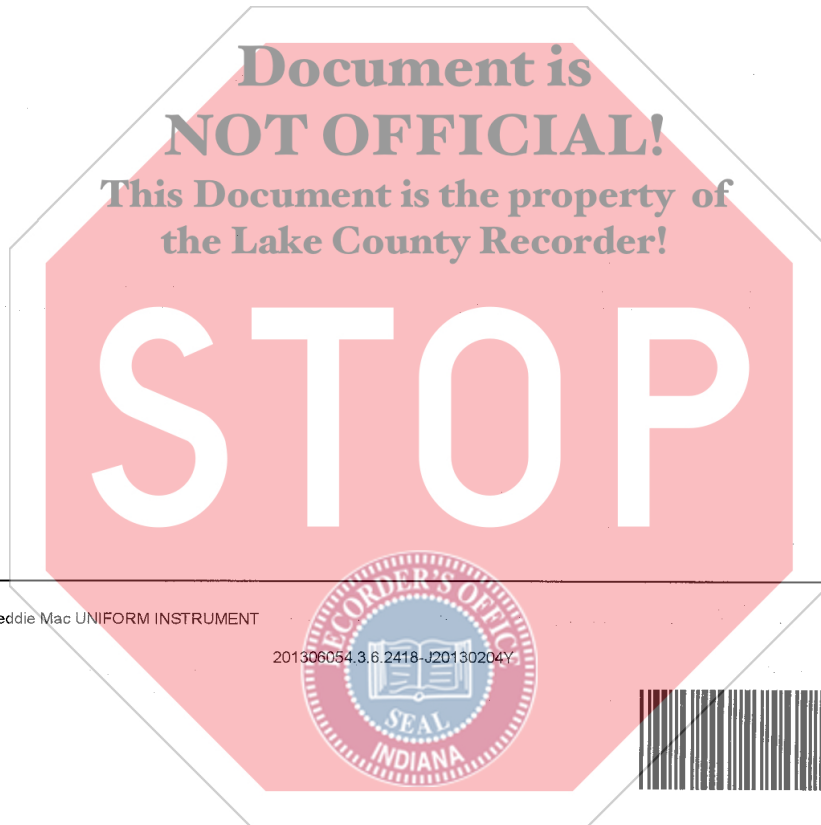 Document is
NOT OFFICIAL!
This Document is the property of
the Lake County Recorder!
STOP
eddie Mac UNIFORM INSTRUMENT
201306054.3.6.2418-J20130204Y
RECORDER'S OFFICE
SEAL
INDIANA